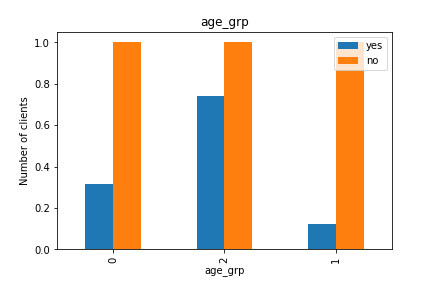 age_grp
yes
no
Number of clients
1.0
0.8
0.6
0.4
0.2
0.0
0
2
1
age_grp